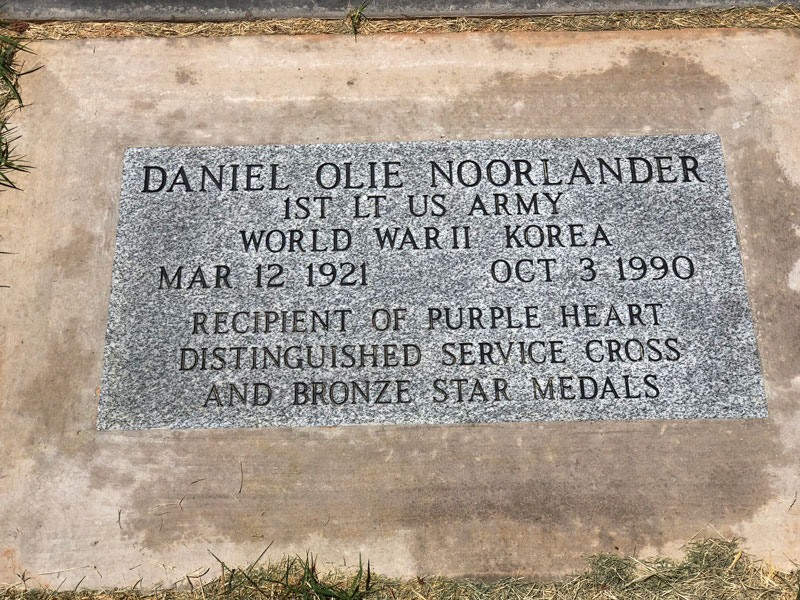 DANIEL OLIE NOORLANDER
1ST LT US ARMY
WORLD WAR II KOREA
MAR 12 1921 OCT 3 1990
RECIPIENT OF PURPLE HEART
DISTINGUISHED SERVICE CROSS
AND BRONZE STAR MEDALS